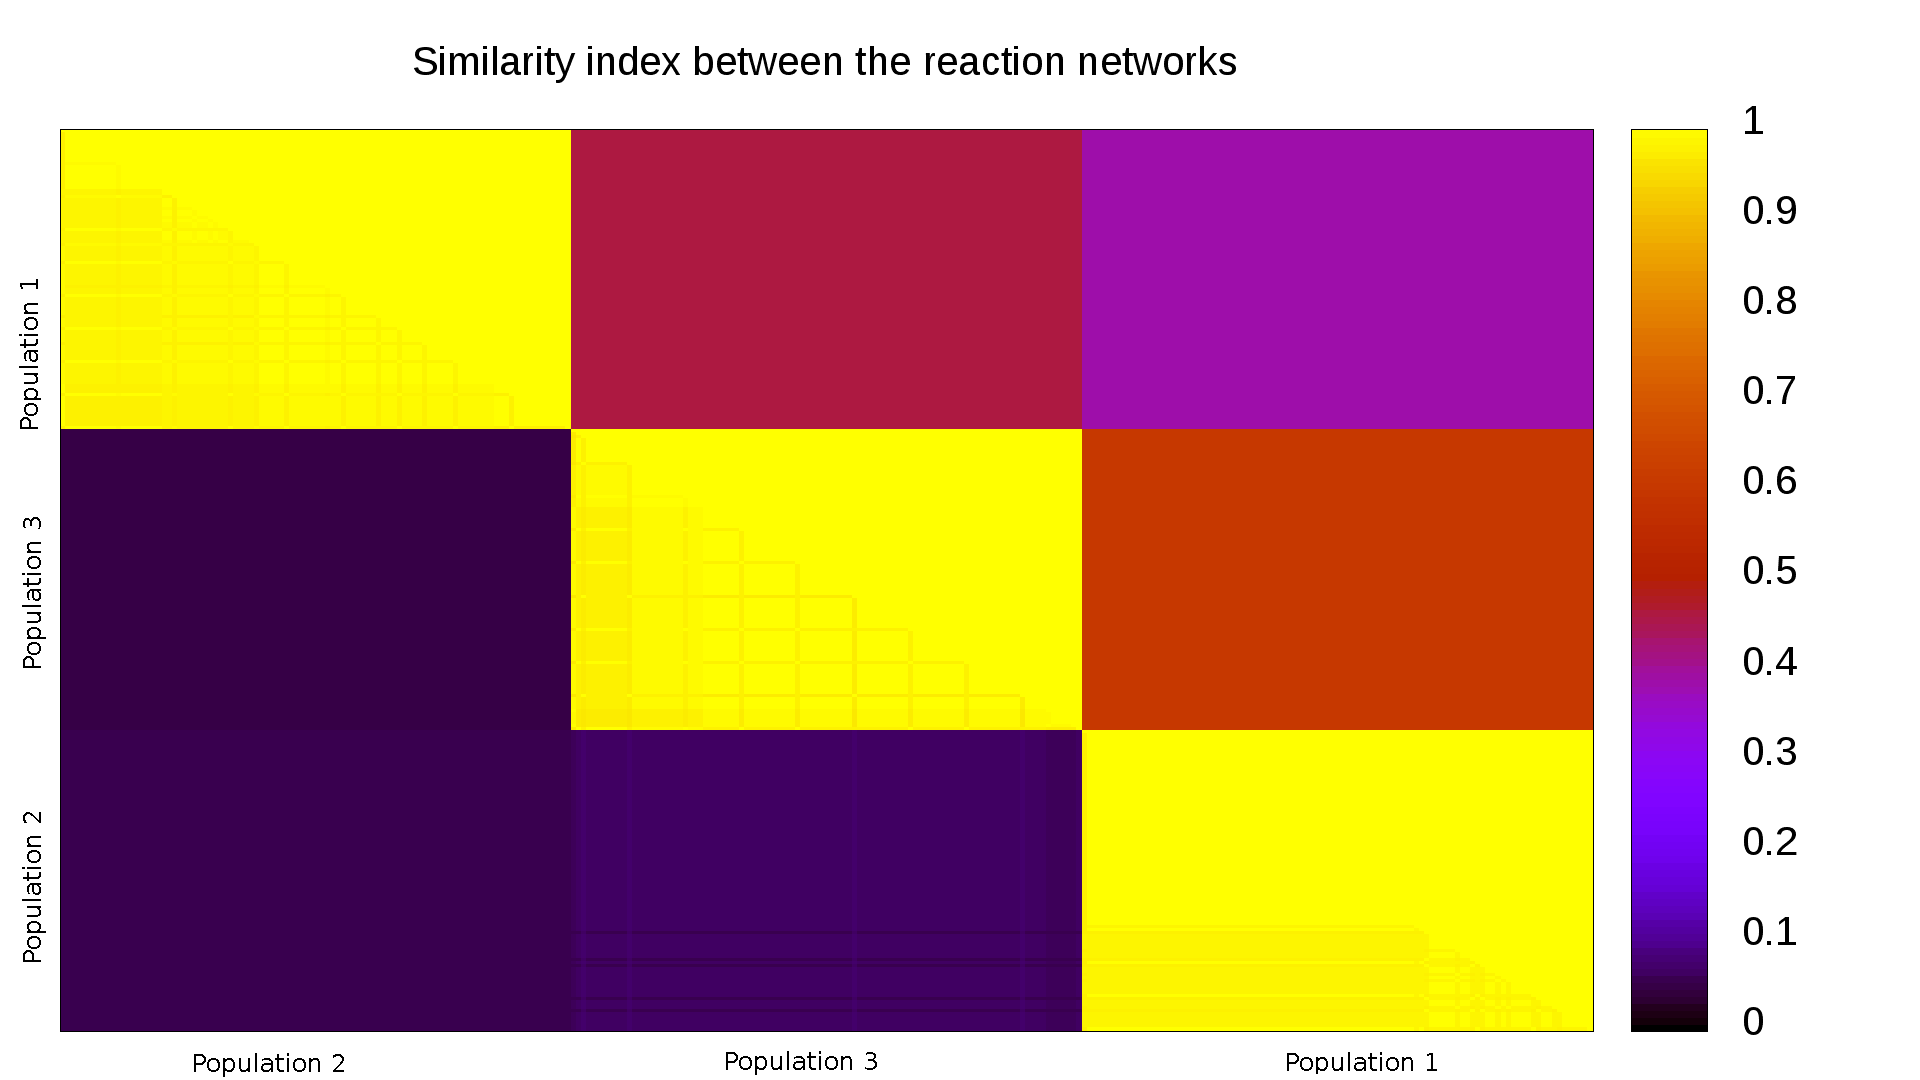 Similarity index between the reaction networks
1
0.9
0.8
0.7
0.6
0.5
0.4
0.3
0.2
0.1
0
Population 1
Population 3
Population 2
Population 2
Population 3
Population 1